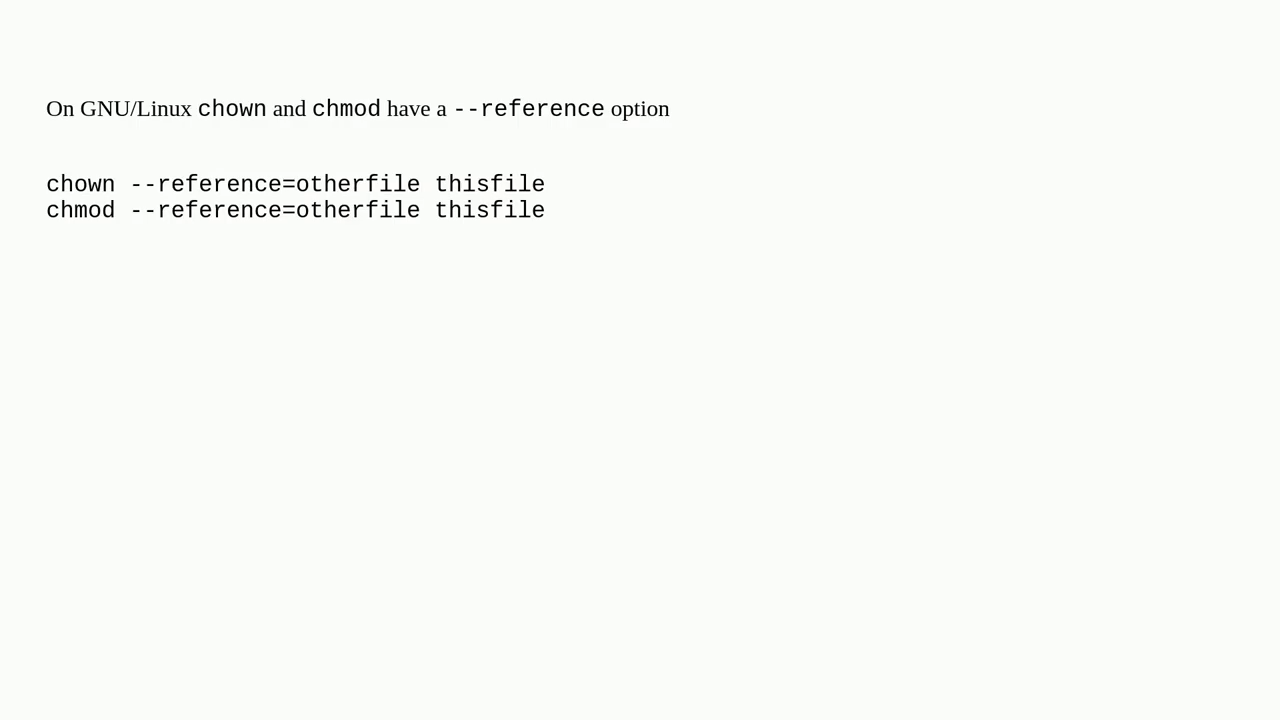 On GNU/Linux chown and chmod have a --reference option
chown --reference=otherfile thisfile
chmod --reference=otherfile thisfile